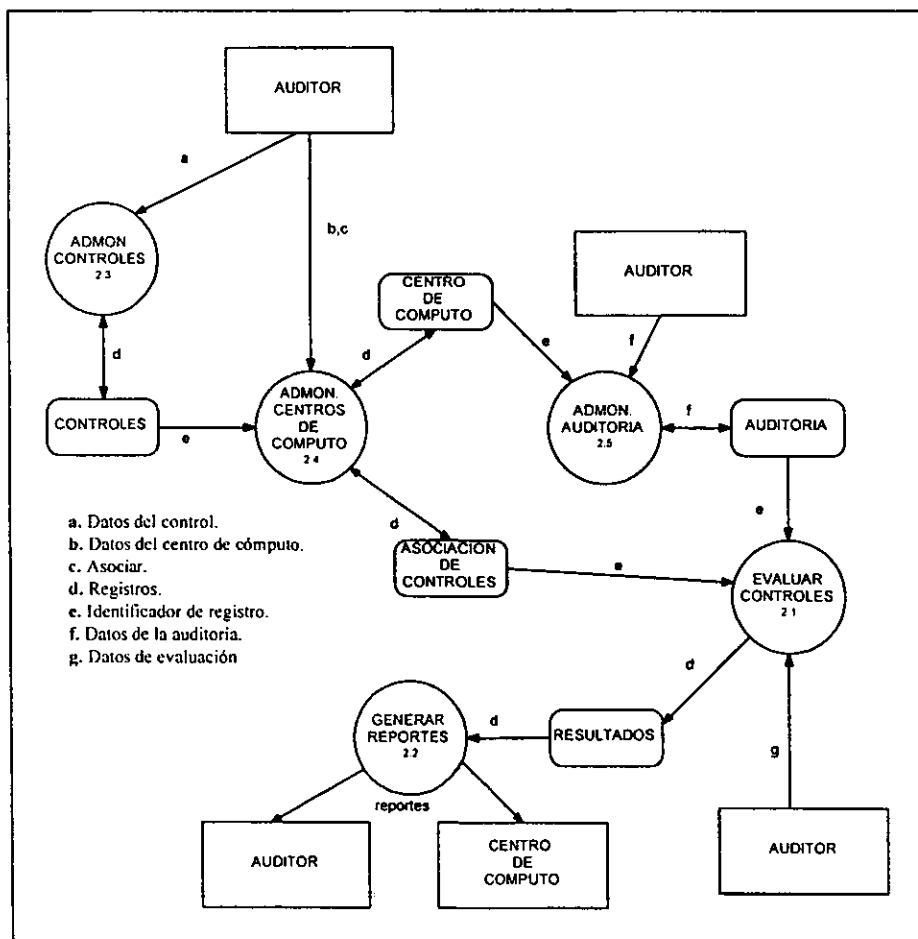 AUDITOR
a
b,c
ADMON
CONTROLES
2 3
d
CONTROLES
e
ADMON.
CENTROS
DE
COMPUTO
2 4
d
CENTRO
DE
COMPUTO
e
AUDITOR
f
ADMON.
AUDITORIA
2.5
f
AUDITORIA
e
d
ASOCIACION
DE
CONTROLES
e
EVALUAR
CONTROLES
2 1
a. Datos del control.
b. Datos del centro de cómputo.
c. Asociar.
d. Registros.
e. Identificador de registro.
f. Datos de la auditoria.
g. Datos de evaluación
d
RESULTADOS
d
GENERAR
REPORTES
2.2
reportes
g
AUDITOR
CENTRO
DE
COMPUTO
AUDITOR